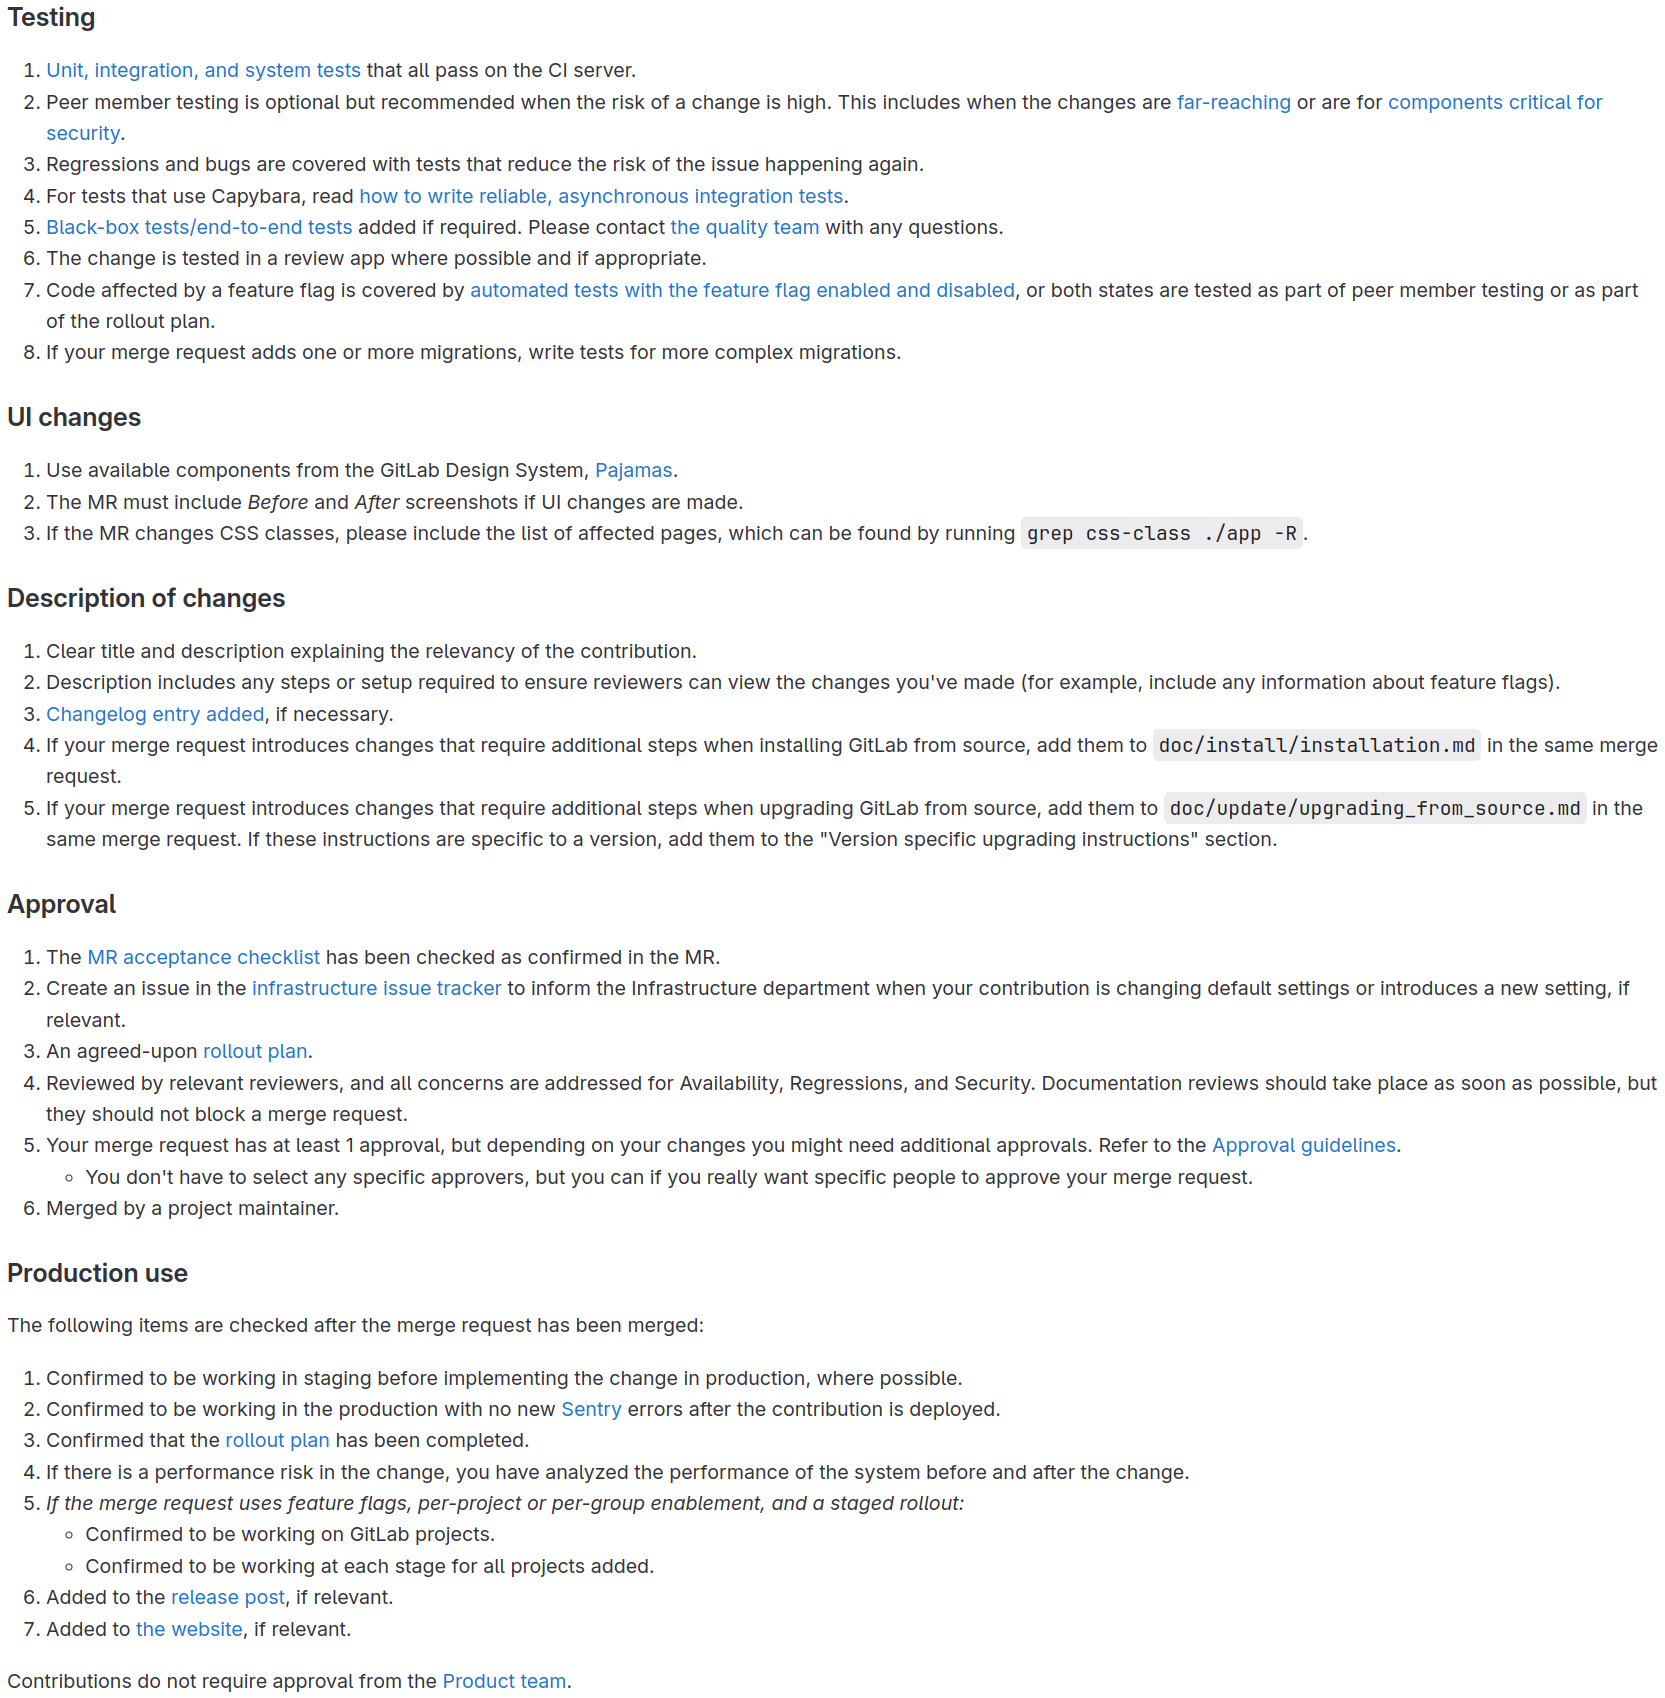 Testing
1. Unit, integration, and system tests that all pass on the CI server.
2. Peer member testing is optional but recommended when the risk of a change is high. This includes when the changes are far-reaching or are for components critical for
security.
3. Regressions and bugs are covered with tests that reduce the risk of the issue happening again.
4. For tests that use Capybara, read how to write reliable, asynchronous integration tests.
5. Black-box tests/end-to-end tests added if required. Please contact the quality team with any questions.
6. The change is tested in a review app where possible and if appropriate.
7. Code affected by a feature flag is covered by automated tests with the feature flag enabled and disabled, or both states are tested as part of peer member testing or as part
of the rollout plan.
8. If your merge request adds one or more migrations, write tests for more complex migrations.
UI changes
1. Use available components from the GitLab Design System, Pajamas.
2. The MR must include Before and After screenshots if UI changes are made.
3. If the MR changes CSS classes, please include the list of affected pages, which can be found by running grep css-class ./app -R.
Description of changes
1. Clear title and description explaining the relevancy of the contribution.
2. Description includes any steps or setup required to ensure reviewers can view the changes you've made (for example, include any information about feature flags).
3. Changelog entry added, if necessary.
4. If your merge request introduces changes that require additional steps when installing GitLab from source, add them to doc/install/installation.md in the same merge
request.
5. If your merge request introduces changes that require additional steps when upgrading GitLab from source, add them to doc/update/upgrading_from_source.md in the
same merge request. If these instructions are specific to a version, add them to the "Version specific upgrading instructions" section.
Approval
1. The MR acceptance checklist has been checked as confirmed in the MR.
2. Create an issue in the infrastructure issue tracker to inform the Infrastructure department when your contribution is changing default settings or introduces a new setting, if
relevant.
3. An agreed-upon rollout plan.
4. Reviewed by relevant reviewers, and all concerns are addressed for Availability, Regressions, and Security. Documentation reviews should take place as soon as possible, but
they should not block a merge request.
5. Your merge request has at least 1 approval, but depending on your changes you might need additional approvals. Refer to the Approval guidelines.
◦ You don't have to select any specific approvers, but you can if you really want specific people to approve your merge request.
6. Merged by a project maintainer.
Production use
The following items are checked after the merge request has been merged:
1. Confirmed to be working in staging before implementing the change in production, where possible.
2. Confirmed to be working in the production with no new Sentry errors after the contribution is deployed.
3. Confirmed that the rollout plan has been completed.
4. If there is a performance risk in the change, you have analyzed the performance of the system before and after the change.
5. If the merge request uses feature flags, per-project or per-group enablement, and a staged rollout:
◦ Confirmed to be working on GitLab projects.
◦ Confirmed to be working at each stage for all projects added.
6. Added to the release post, if relevant.
7. Added to the website, if relevant.
Contributions do not require approval from the Product team.